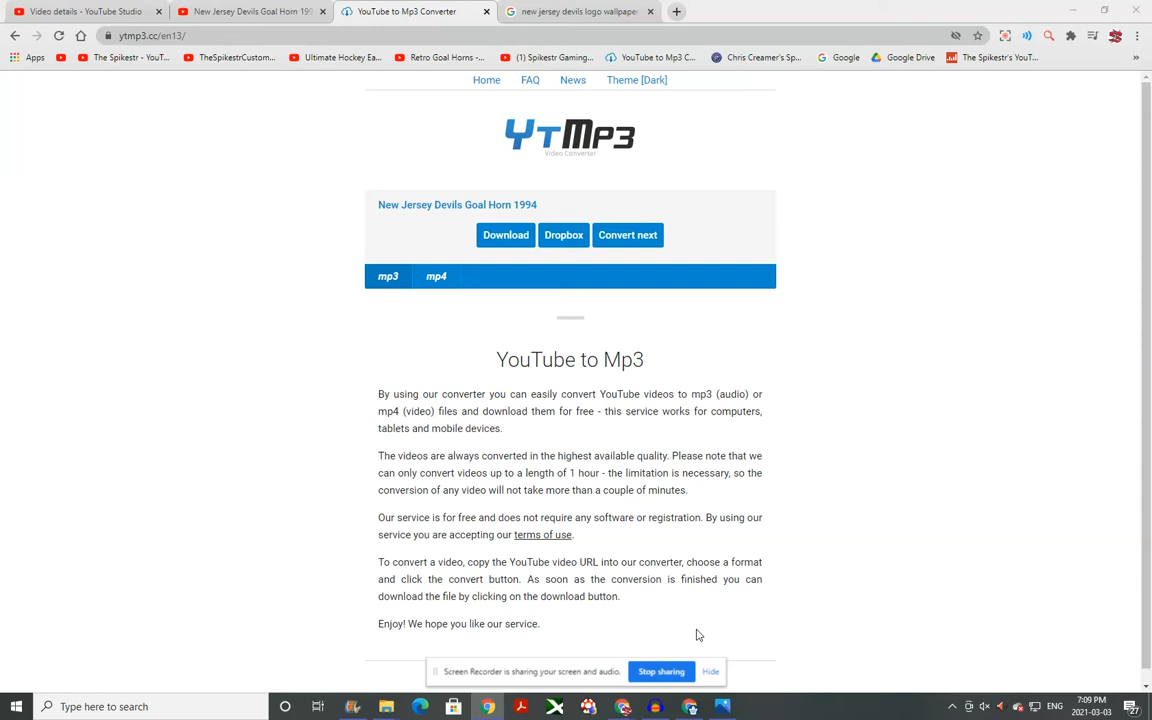 Video details - YouTube Studio
New Jersey Devils Goal Horn 199
YouTube to Mp3 Converter
new jersey devils logo wallpaper
ytmp3.cc/en13/
Apps
The Spikestr - YouT...
TheSpikestrCustom...
Ultimate Hockey Ea...
Retro Goal Horns -...
(1) Spikestr Gaming...
YouTube to Mp3 C...
Chris Creamer's Sp...
Google
Google Drive
The Spikestr's YouT...
Home FAQ News Theme [Dark]
YTMP3
Video Converter
New Jersey Devils Goal Horn 1994
Download Dropbox Convert next
mp3 mp4
YouTube to Mp3
By using our converter you can easily convert YouTube videos to mp3 (audio) or
mp4 (video) files and download them for free - this service works for computers,
tablets and mobile devices.
The videos are always converted in the highest available quality. Please note that we
can only convert videos up to a length of 1 hour - the limitation is necessary, so the
conversion of any video will not take more than a couple of minutes.
Our service is for free and does not require any software or registration. By using our
service you are accepting our terms of use.
To convert a video, copy the YouTube video URL into our converter, choose a format
and click the convert button. As soon as the conversion is finished you can
download the file by clicking on the download button.
Enjoy! We hope you like our service.
Screen Recorder is sharing your screen and audio. Stop sharing Hide
Type here to search
ENG
7:09 PM
2021-03-03
27